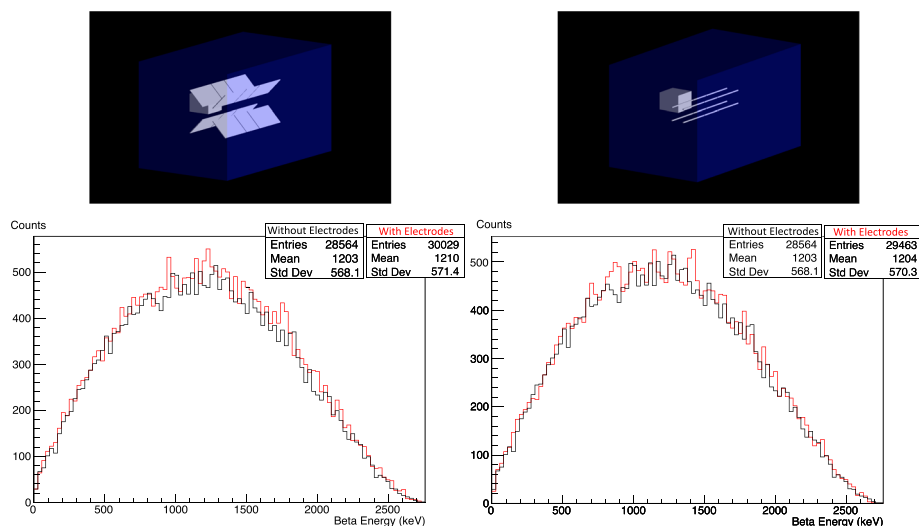 Counts
Without Electrodes
Entries 28564
Mean 1203
Std Dev 568.1
With Electrodes
Entries 30029
Mean 1210
Std Dev 571.4
500
400
300
200
100
0
0 500 1000 1500 2000 2500
Beta Energy (keV)
Counts
Without Electrodes
Entries 28564
Mean 1203
Std Dev 568.1
With Electrodes
Entries 29463
Mean 1204
Std Dev 570.3
500
400
300
200
100
0
0 500 1000 1500 2000 2500
Beta Energy (keV)